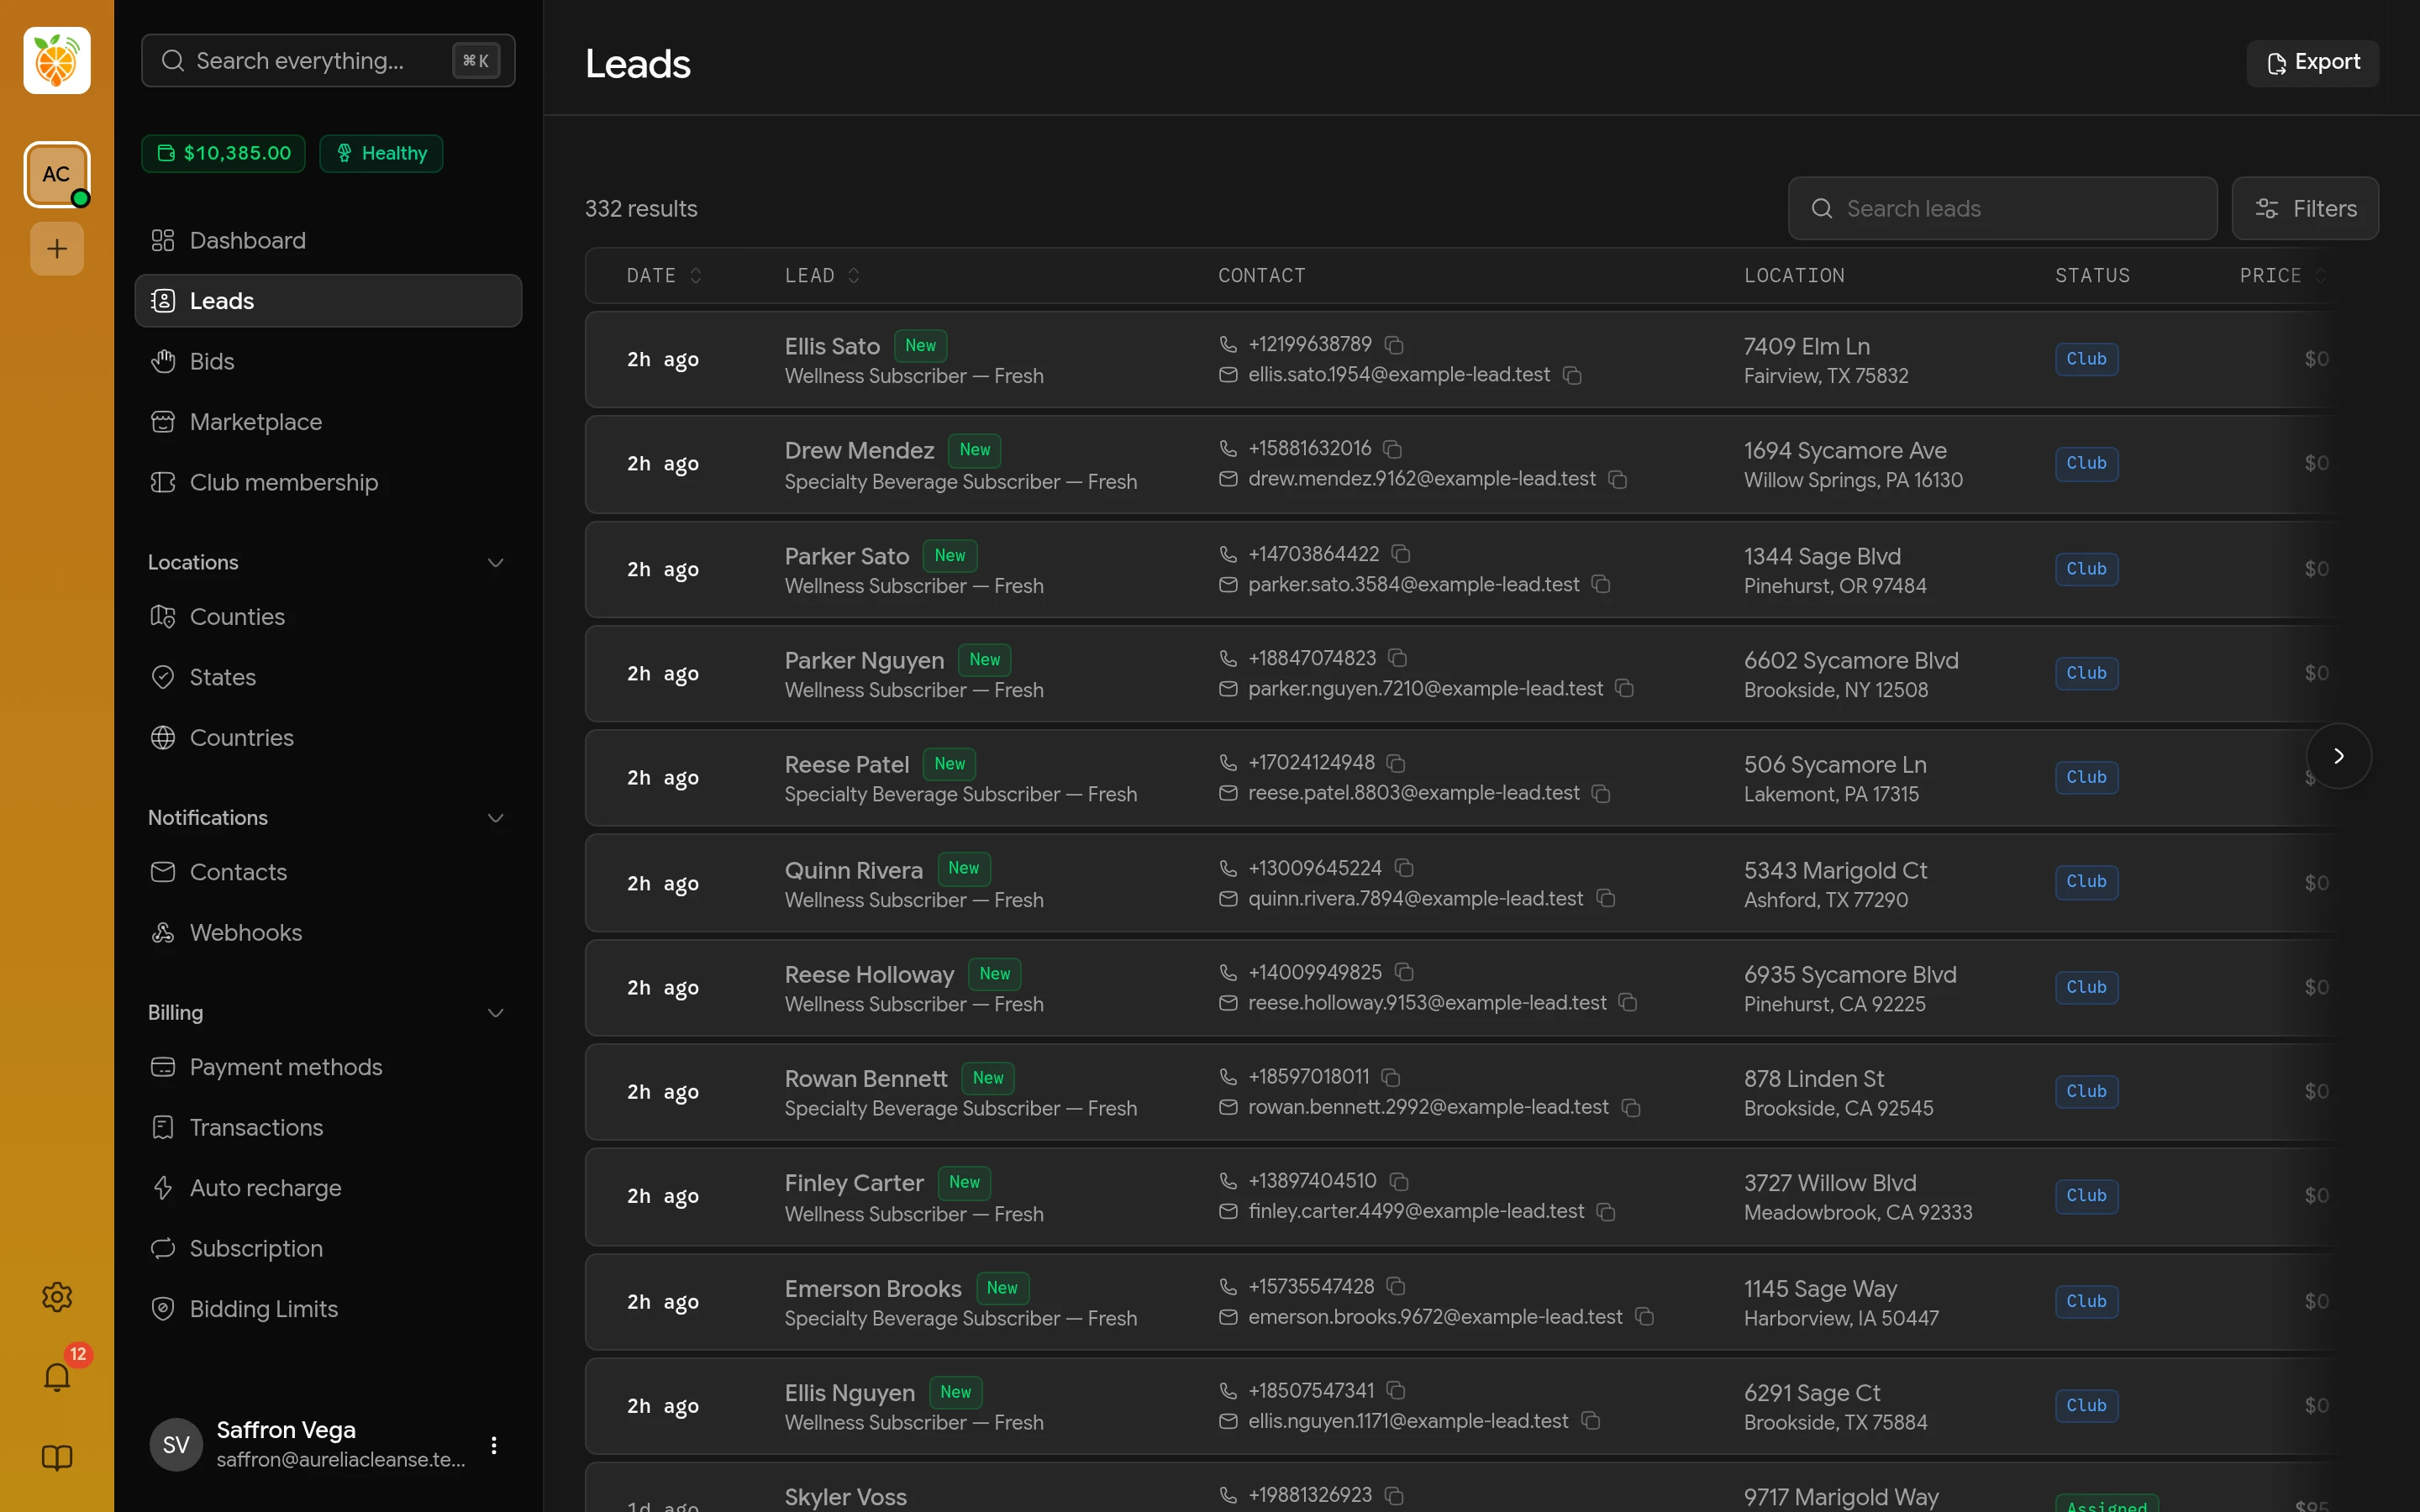 Search everything...
⌘ K
AC
$10,385.00
Healthy
Dashboard
Leads
Bids
Marketplace
Club membership
Locations
Counties
States
Countries
Notifications
Contacts
Webhooks
Billing
Payment methods
Transactions
Auto recharge
Subscription
Bidding Limits
12
SV
Saffron Vega
saffron@aureliacleanse.te...
Leads
Export
332 results
Search leads
Filters
DATE LEAD CONTACT LOCATION STATUS PRICE
2h ago
Ellis Sato New
Wellness Subscriber — Fresh
+12199638789
ellis.sato.1954@example-lead.test
7409 Elm Ln
Fairview, TX 75832
Club
$0
2h ago
Drew Mendez New
Specialty Beverage Subscriber — Fresh
+15881632016
drew.mendez.9162@example-lead.test
1694 Sycamore Ave
Willow Springs, PA 16130
Club
$0
2h ago
Parker Sato New
Wellness Subscriber — Fresh
+14703864422
parker.sato.3584@example-lead.test
1344 Sage Blvd
Pinehurst, OR 97484
Club
$0
2h ago
Parker Nguyen New
Wellness Subscriber — Fresh
+18847074823
parker.nguyen.7210@example-lead.test
6602 Sycamore Blvd
Brookside, NY 12508
Club
$0
2h ago
Reese Patel New
Specialty Beverage Subscriber — Fresh
+17024124948
reese.patel.8803@example-lead.test
506 Sycamore Ln
Lakemont, PA 17315
Club
2h ago
Quinn Rivera New
Wellness Subscriber — Fresh
+13009645224
quinn.rivera.7894@example-lead.test
5343 Marigold Ct
Ashford, TX 77290
Club
$0
2h ago
Reese Holloway New
Wellness Subscriber — Fresh
+14009949825
reese.holloway.9153@example-lead.test
6935 Sycamore Blvd
Pinehurst, CA 92225
Club
$0
2h ago
Rowan Bennett New
Specialty Beverage Subscriber — Fresh
+18597018011
rowan.bennett.2992@example-lead.test
878 Linden St
Brookside, CA 92545
Club
$0
2h ago
Finley Carter New
Wellness Subscriber — Fresh
+13897404510
finley.carter.4499@example-lead.test
3727 Willow Blvd
Meadowbrook, CA 92333
Club
$0
2h ago
Emerson Brooks New
Specialty Beverage Subscriber — Fresh
+15735547428
emerson.brooks.9672@example-lead.test
1145 Sage Way
Harborview, IA 50447
Club
$0
2h ago
Ellis Nguyen New
Wellness Subscriber — Fresh
+18507547341
ellis.nguyen.1171@example-lead.test
6291 Sage Ct
Brookside, TX 75884
Club
$0
1d ago
Skyler Voss
+19881326923
9717 Marigold Way
Assigned
$95